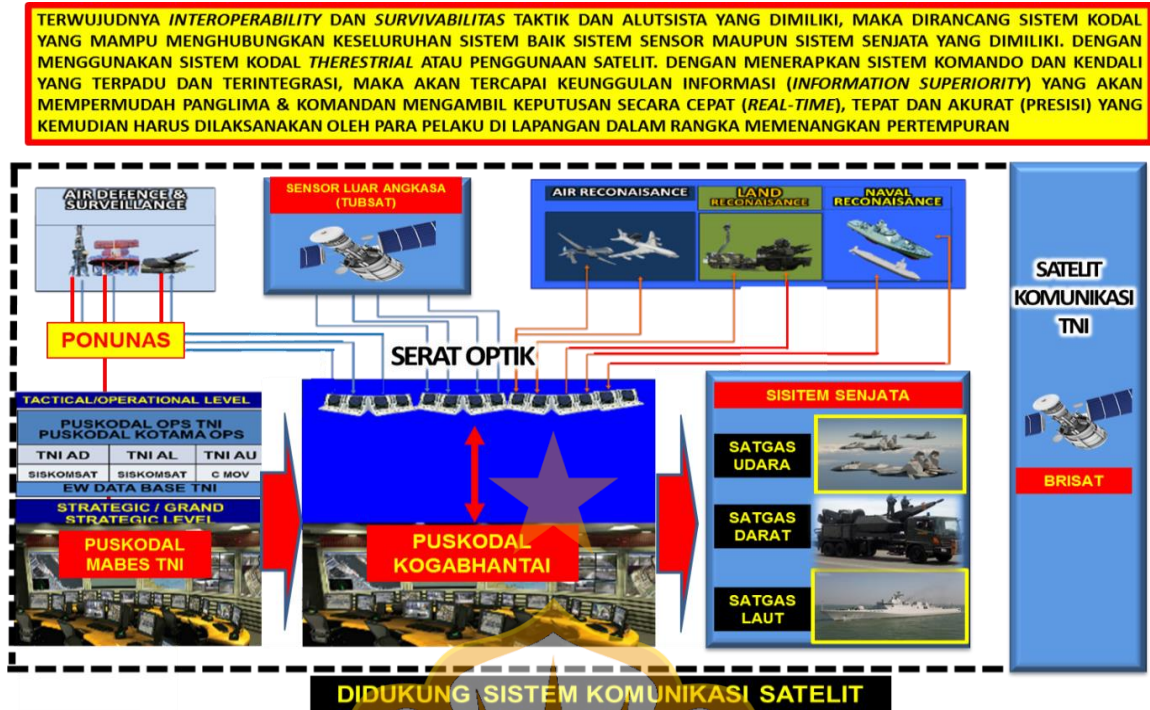 TERWUJUDNYA INTEROPERABILITY DAN SURVIVABILITAS TAKTIK DAN ALUTSISTA YANG DIMILIKI, MAKA DIRANCANG SISTEM KODAL
YANG MAMPU MENGHUBUNGKAN KESELURUHAN SISTEM BAIK SISTEM SENSOR MAUPUN SISTEM SENJATA YANG DIMILIKI. DENGAN
MENGGUNAKAN SISTEM KODAL THERESTRIAL ATAU PENGGUNAAN SATELIT. DENGAN MENERAPKAN SISTEM KOMANDO DAN KENDALI
YANG TERPADU DAN TERINTEGRASI, MAKA AKAN TERCAPAI KEUNGGULAN INFORMASI (INFORMATION SUPERIORITY) YANG AKAN
MEMPERMUDAH PANGLIMA & KOMANDAN MENGAMBIL KEPUTUSAN SECARA CEPAT (REAL-TIME), TEPAT DAN AKURAT (PRESISI) YANG
KEMUDIAN HARUS DILAKSANAKAN OLEH PARA PELAKU DI LAPANGAN DALAM RANGKA MEMENANGKAN PERTEMPURAN
AIR DEFENCE &
SURVEILLANCE
SENSOR LUAR ANGKASA
(TUBSAT)
AIR RECONAISANCE
LAND
RECONAISANCE
NAVAL
RECONAISANCE
SATELIT
KOMUNIKASI
TNI
BRISAT
PONUNAS
SERAT OPTIK
TACTICAL/OPERATIONAL LEVEL
PUSKODAL OPS TNI
PUSKODAL KOTAMA OPS
TNI AD TNI AL TNI AU
SISKOMSAT SISKOMSAT C MOV
EW DATA BASE TNI
STRATEGIC / GRAND
STRATEGIC LEVEL
PUSKODAL
MABES TNI
PUSKODAL
KOGABHANTAI
SISITEM SENJATA
SATGAS
UDARA
SATGAS
DARAT
SATGAS
LAUT
DIDUKUNG SISTEM KOMUNIKASI SATELIT